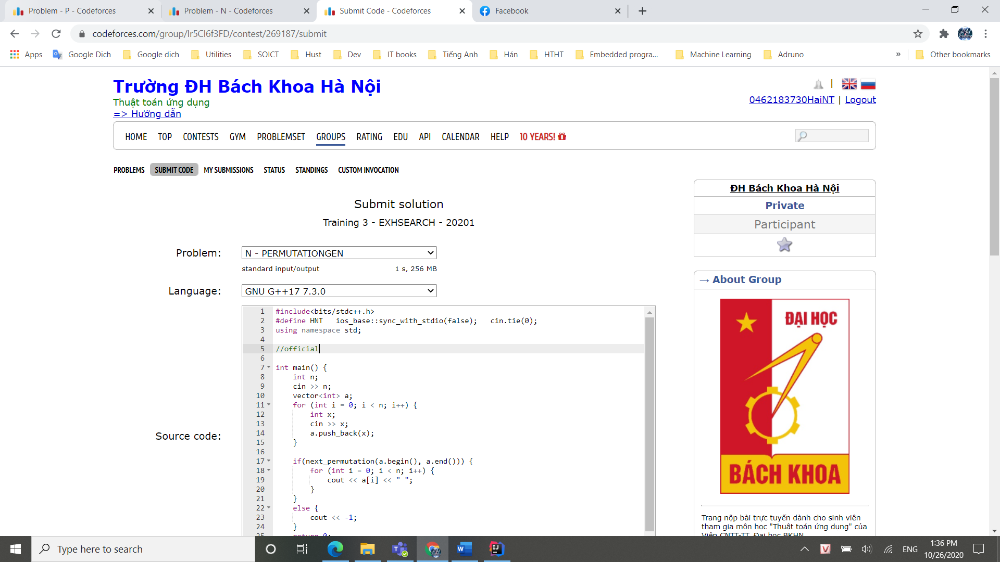 Problem - P - Codeforces
Problem - N - Codeforces
Submit Code - Codeforces
Facebook
codeforces.com/group/Ir5CI6f3FD/contest/269187/submit
Apps Google Dịch Google dịch Utilities SOICT Hust Dev IT books Tiếng Anh Hán HTHT Embedded progra... Machine Learning Adruno » Other bookmarks
Trường ĐH Bách Khoa Hà Nội
Thuật toán ứng dụng
=> Hướng dẫn
|
0462183730HaiNT | Logout
HOME TOP CONTESTS GYM PROBLEMSET GROUPS RATING EDU API CALENDAR HELP 10 YEARS!
PROBLEMS SUBMIT CODE MY SUBMISSIONS STATUS STANDINGS CUSTOM INVOCATION
Submit solution
Training 3 - EXHSEARCH - 20201
Problem: N - PERMUTATIONGEN
standard input/output 1 s, 256 MB
Language: GNU G++17 7.3.0
Source code:
1 #include<bits/stdc++.h>
2 #define HNT   ios_base::sync_with_stdio(false);   cin.tie(0);
3 using namespace std;
4
5 //official
6
7 int main() {
8     int n;
9     cin >> n;
10     vector<int> a;
11     for (int i = 0; i < n; i++) {
12         int x;
13         cin >> x;
14         a.push_back(x);
15     }
16
17     if(next_permutation(a.begin(), a.end())) {
18         for (int i = 0; i < n; i++) {
19             cout << a[i] << " ";
20         }
21     }
22     else {
23         cout << -1;
24     }
25     return 0;
ĐH Bách Khoa Hà Nội
Private
Participant
→ About Group
ĐẠI HỌC
BÁCH KHOA
Trang nộp bài trực tuyến dành cho sinh viên
tham gia môn học "Thuật toán ứng dụng" của
Viện CNTT-TT, Đại học BKHN
Type here to search
ENG
1:36 PM
10/26/2020